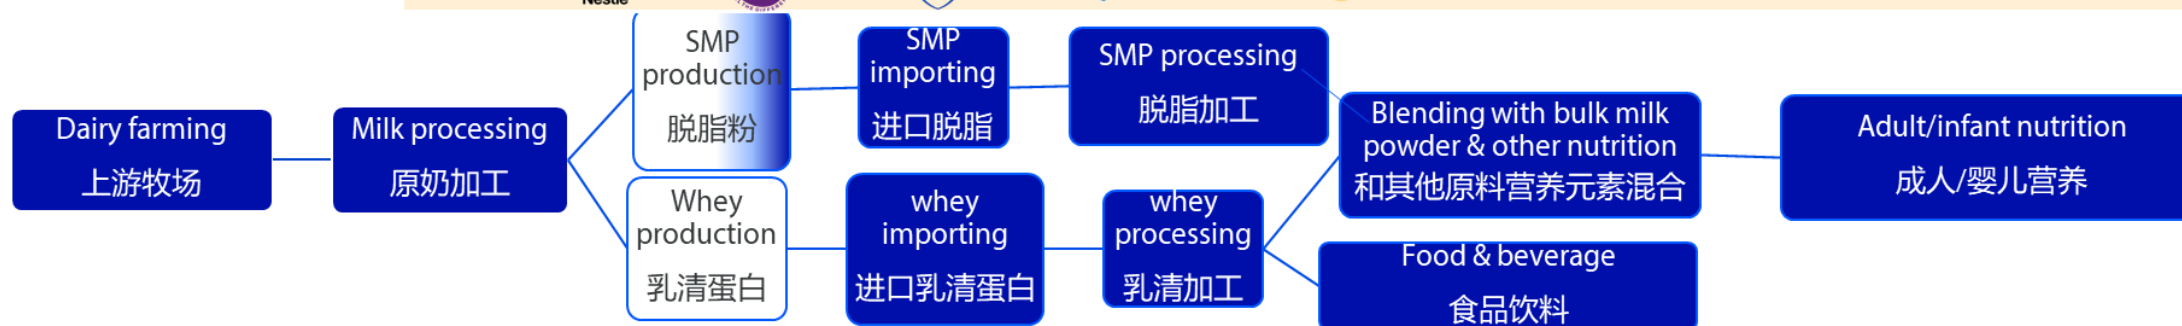 Nestlé
Dairy farming
上游牧场
Milk processing
原奶加工
SMP
production
脱脂粉
Whey
production
乳清蛋白
SMP
importing
进口脱脂
whey
importing
进口乳清蛋白
SMP processing
脱脂加工
whey
processing
乳清加工
Blending with bulk milk
powder & other nutrition
和其他原料营养元素混合
Food & beverage
食品饮料
Adult/infant nutrition
成人/婴儿营养